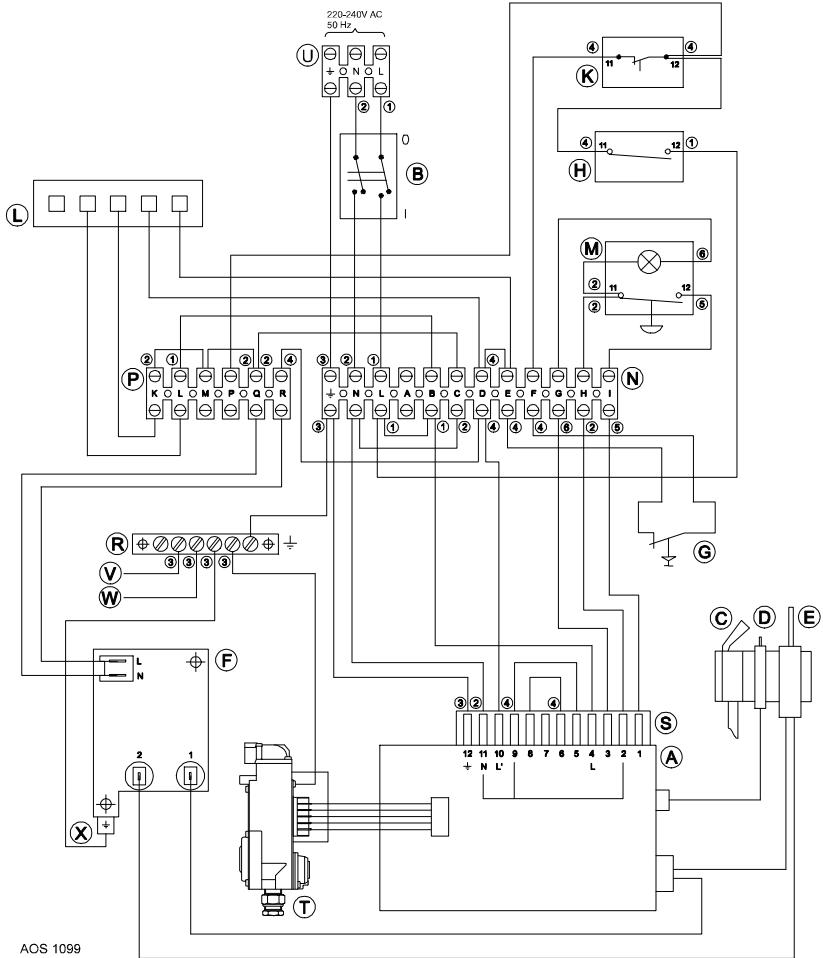 220-240V AC
50 Hz
U
N L
2 1
0
B
I
4 4
11 12
K
4 1
11 12
H
L
M
6
2 11 12
2 5
2 1 2 2 4
P
K L M P Q R
3 2 1 4
N L A B C D E F G H I
N
3 1 1 2 4 4 4 6 2 5
G
R
3 3 3 3
V
W
C D E
L
N
F
2 1
X
3 2 4 4
S
12 11 10 9 8 7 6 5 4 3 2 1
N L' L
A
T
AOS 1099